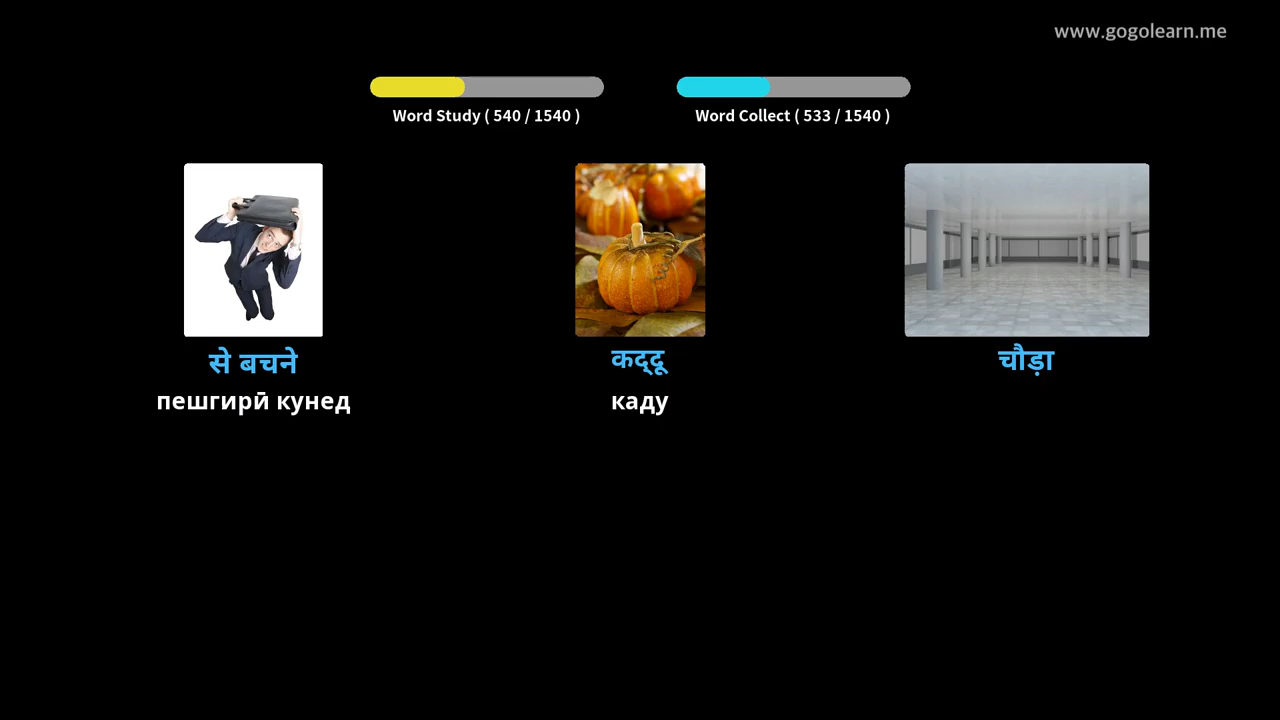 www.gogolearn.me
Word Study ( 540 / 1540 )
Word Collect ( 533 / 1540 )
से बचने
कद्दू
चौड़ा
пешгирӣ кунед
каду